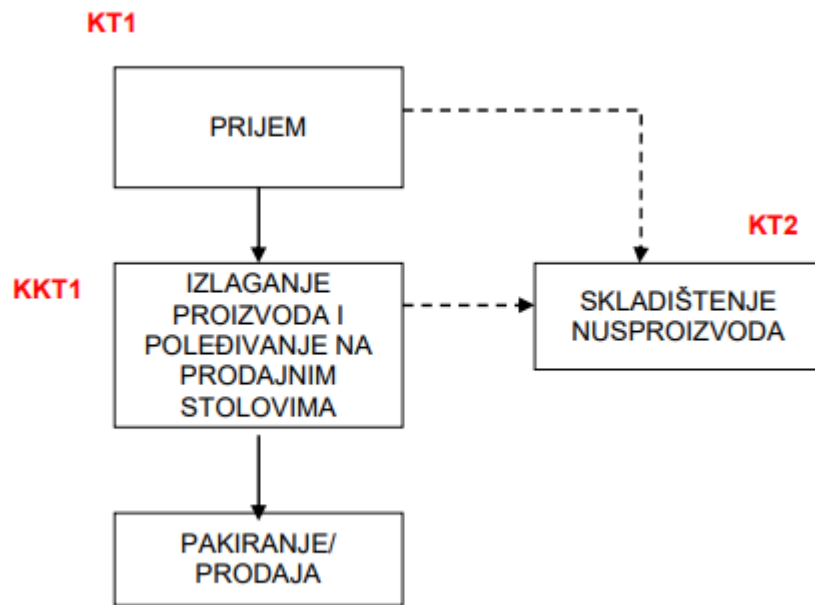 KT1
PRIJEM
KT2
KKT1
IZLAGANJE
PROIZVODA I
POLEĐIVANJE NA
PRODAJNIM
STOLOVIMA
SKLADIŠTENJE
NUSPROIZVODA
PAKIRANJE/
PRODAJA